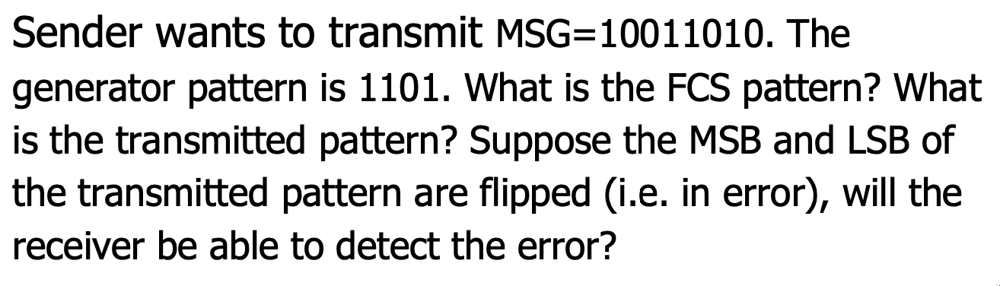 Sender wants to transmit MSG=10011010. The
generator pattern is 1101. What is the FCS pattern? What
is the transmitted pattern? Suppose the MSB and LSB of
the transmitted pattern are flipped (i.e. in error), will the
receiver be able to detect the error?